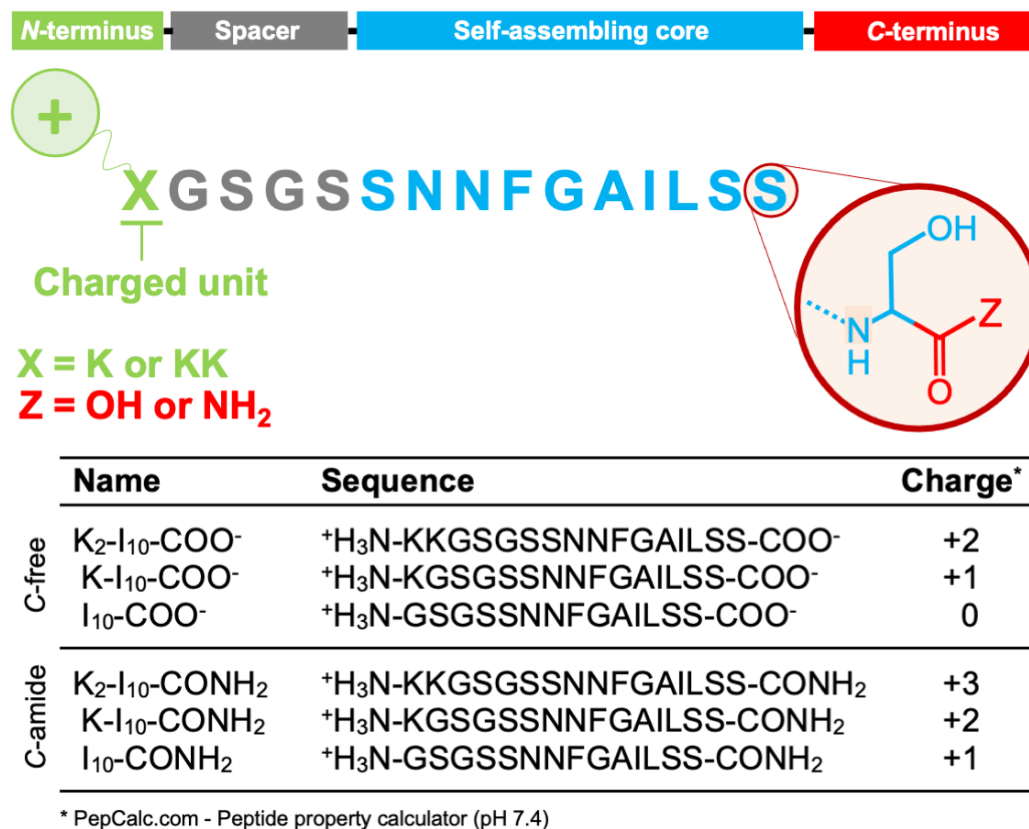 N-terminus Spacer Self-assembling core C-terminus
+
XGSGSSNNFGAILSS
Charged unit
OH
N
H
Z
O
X = K or KK
Z = OH or NH₂
Name Sequence Charge*
C-free
K₂-I₁₀-COO⁻ ⁺H₃N-KKGSGSSNNFGAILSS-COO⁻ +2
K-I₁₀-COO⁻ ⁺H₃N-KGSGSSNNFGAILSS-COO⁻ +1
I₁₀-COO⁻ ⁺H₃N-GSGSSNNFGAILSS-COO⁻ 0
C-amide
K₂-I₁₀-CONH₂ ⁺H₃N-KKGSGSSNNFGAILSS-CONH₂ +3
K-I₁₀-CONH₂ ⁺H₃N-KGSGSSNNFGAILSS-CONH₂ +2
I₁₀-CONH₂ ⁺H₃N-GSGSSNNFGAILSS-CONH₂ +1
* PepCalc.com - Peptide property calculator (pH 7.4)